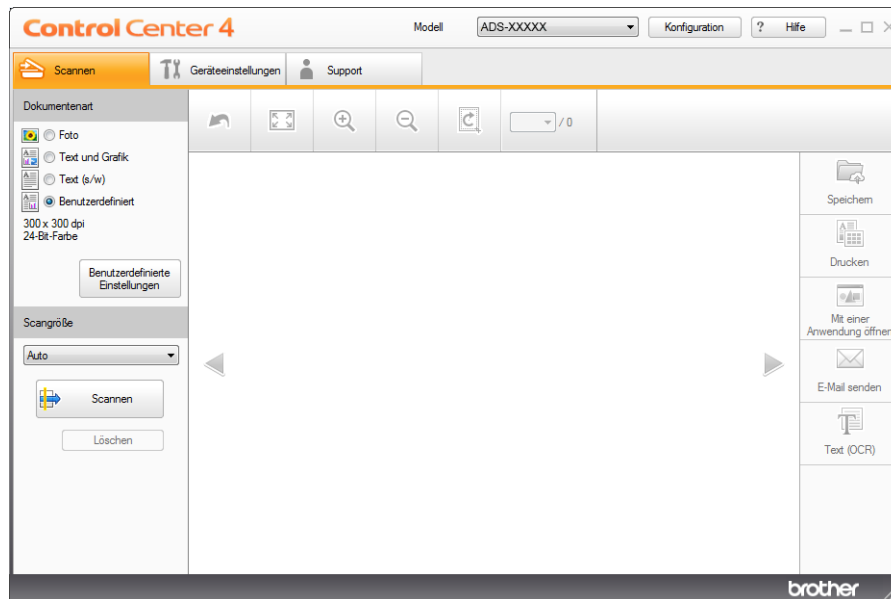 Control Center 4
Modell
ADS-XXXXX
Konfiguration
?
Hilfe
Scannen
Geräteeinstellungen
Support
Dokumentenart
Foto
Text und Grafik
Text (s/w)
Benutzerdefiniert
300 x 300 dpi
24-Bit-Farbe
Benutzerdefinierte
Einstellungen
Scangröße
Auto
Scannen
Löschen
/ 0
Speichern
Drucken
Mit einer
Anwendung öffnen
E-Mail senden
Text (OCR)
brother